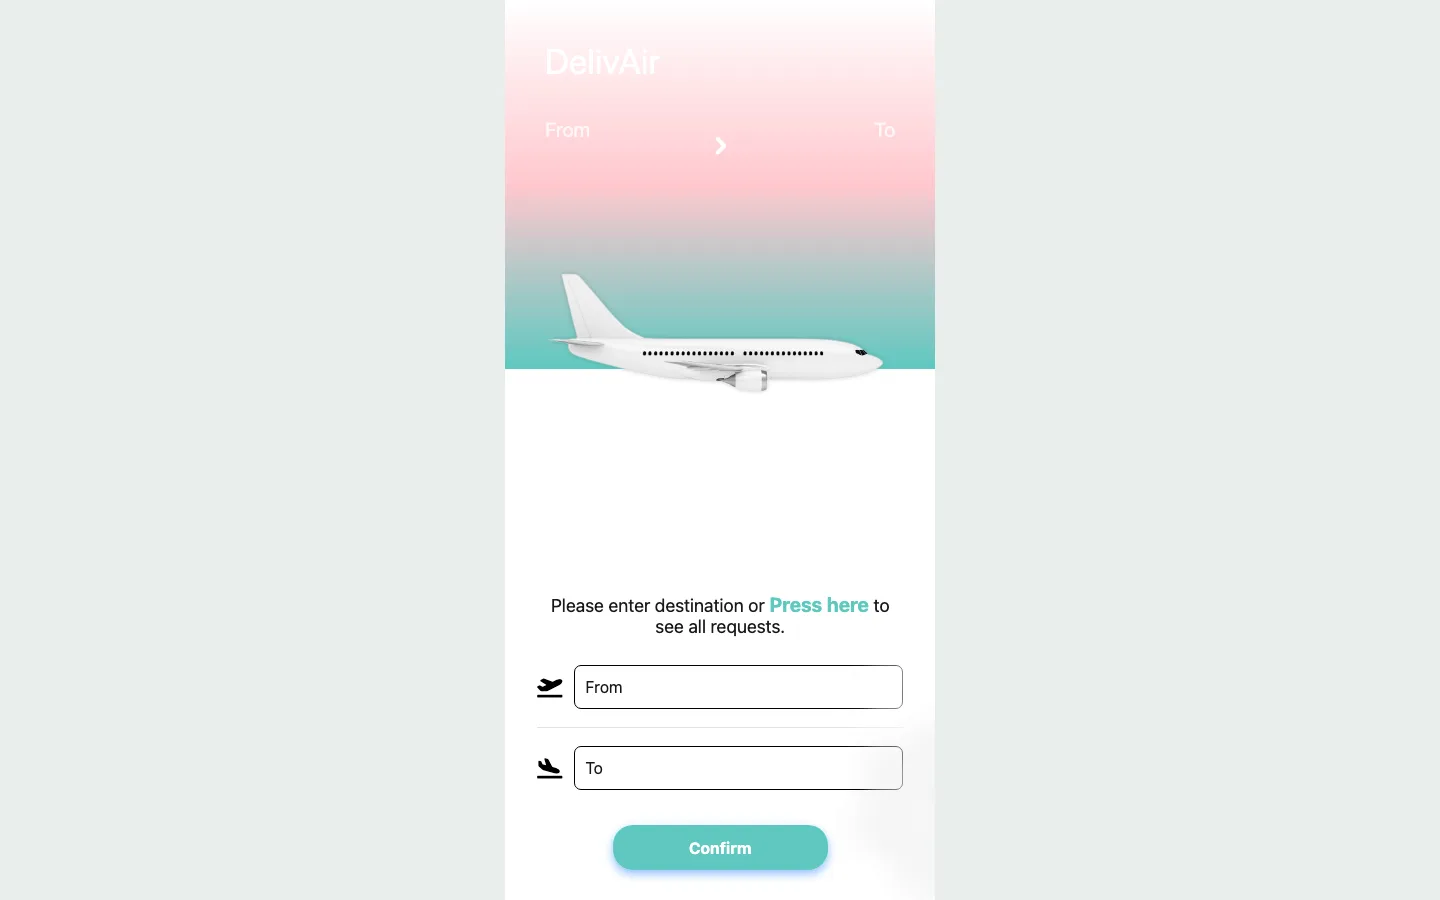 DelivAir
From
To
Please enter destination or Press here to
see all requests.
From
To
Confirm